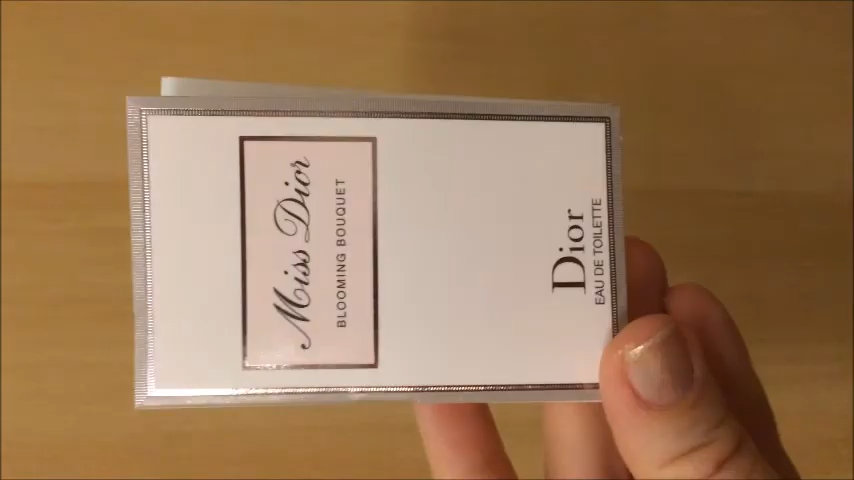 Miss Dior
BLOOMING BOUQUET
Dior
EAU DE TOILETTE